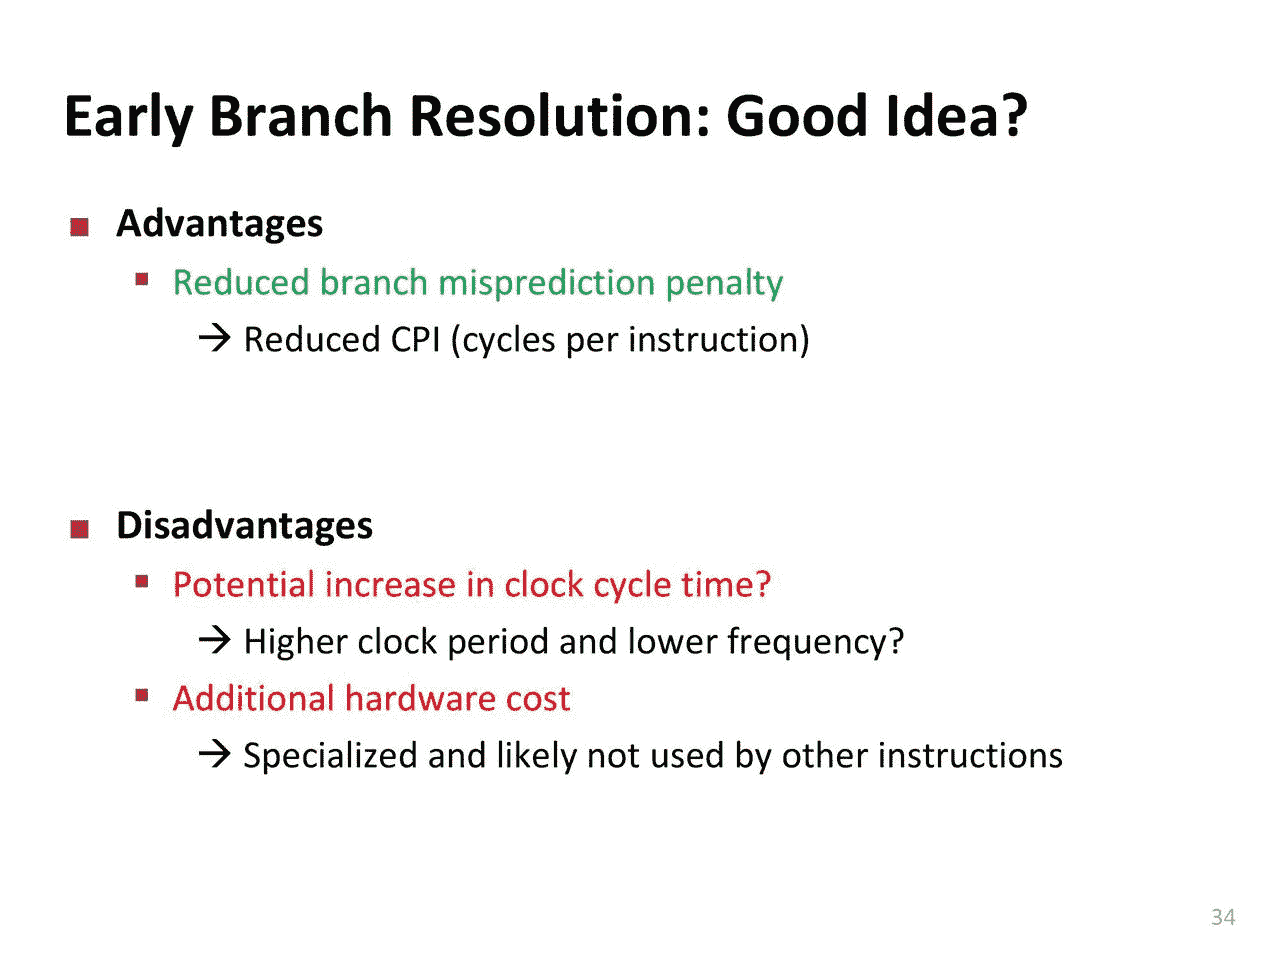 Early Branch Resolution: Good Idea?
■ Advantages
▪ Reduced branch misprediction penalty
→ Reduced CPI (cycles per instruction)
■ Disadvantages
▪ Potential increase in clock cycle time?
→ Higher clock period and lower frequency?
▪ Additional hardware cost
→ Specialized and likely not used by other instructions
34